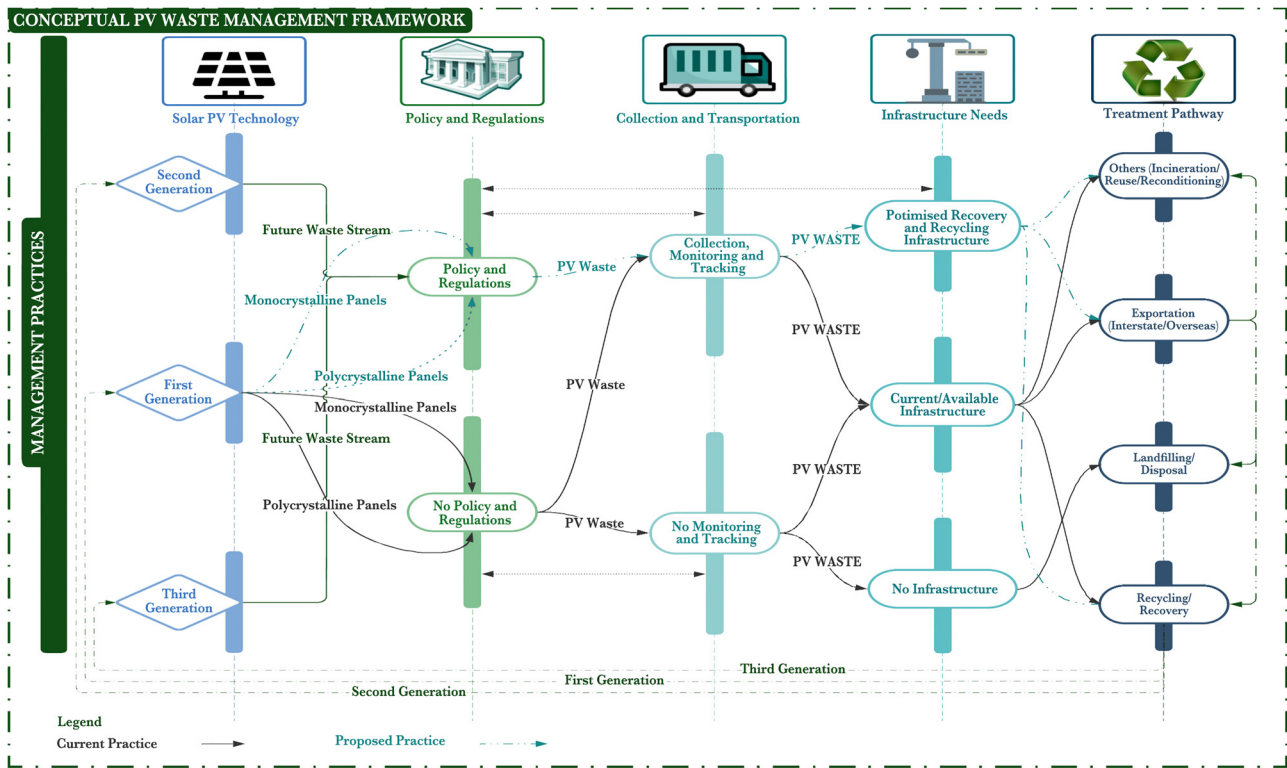 CONCEPTUAL PV WASTE MANAGEMENT FRAMEWORK
MANAGEMENT PRACTICES
Solar PV Technology
Policy and Regulations
Collection and Transportation
Infrastructure Needs
Treatment Pathway
Second
Generation
First
Generation
Third
Generation
Future Waste Stream
Monocrystalline Panels
Polycrystalline Panels
Monocrystalline Panels
Future Waste Stream
Polycrystalline Panels
Policy and
Regulations
No Policy and
Regulations
PV Waste
PV Waste
PV Waste
Collection,
Monitoring and
Tracking
No Monitoring
and Tracking
PV WASTE
PV WASTE
PV WASTE
PV WASTE
Potimised Recovery
and Recycling
Infrastructure
Current/Available
Infrastructure
No Infrastructure
Others (Incineration/
Reuse/Reconditioning)
Exportation
(Interstate/Overseas)
Landfilling/
Disposal
Recycling/
Recovery
Third Generation
First Generation
Second Generation
Legend
Current Practice
Proposed Practice